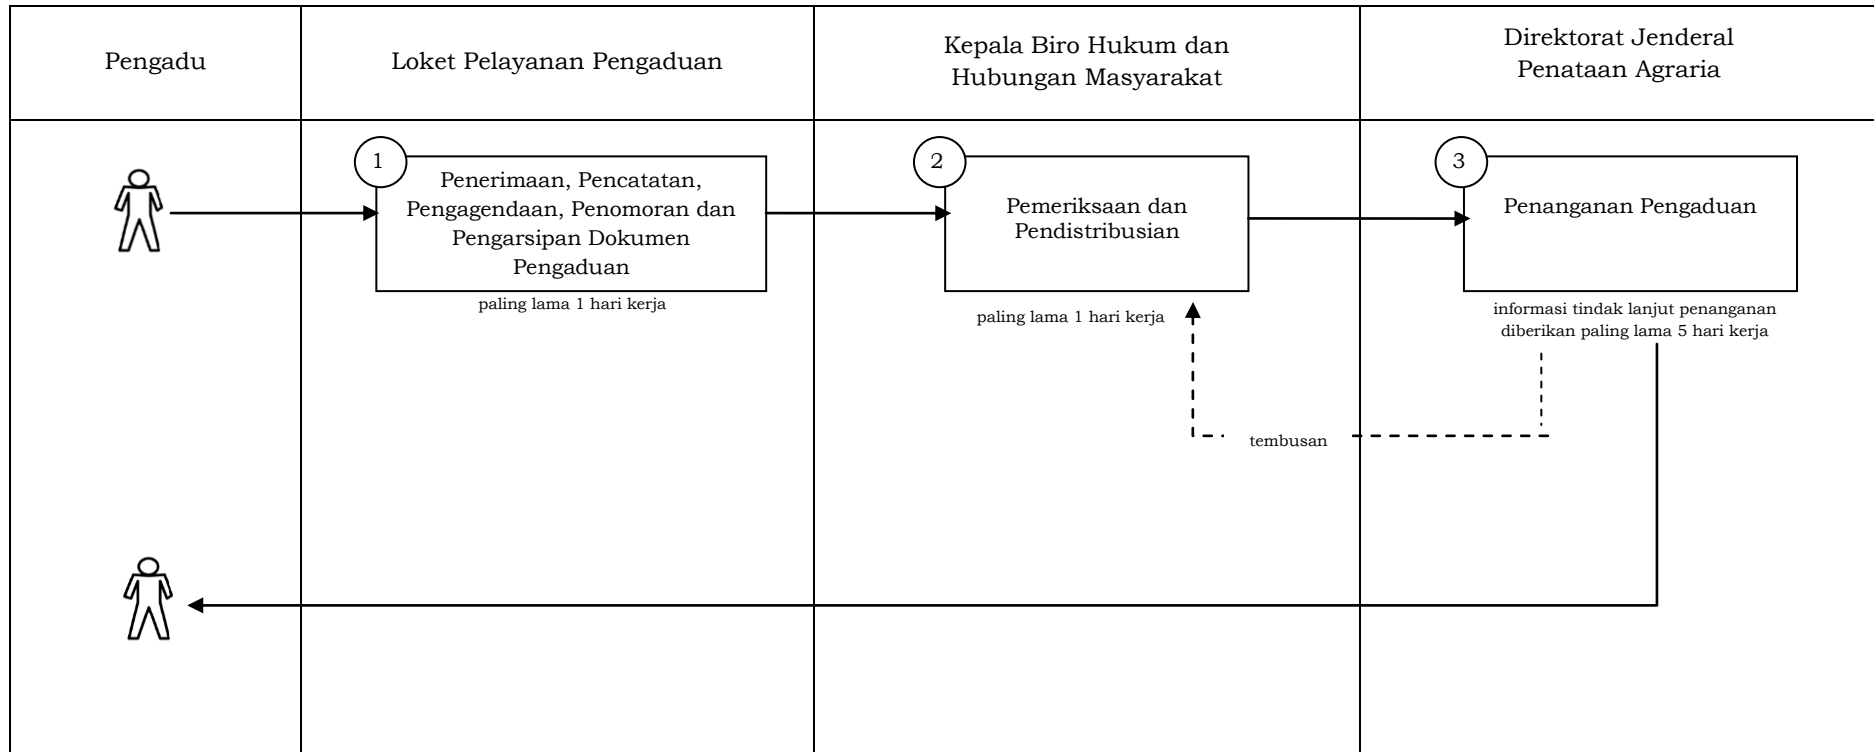 Pengadu
Loket Pelayanan Pengaduan
Kepala Biro Hukum dan
Hubungan Masyarakat
Direktorat Jenderal
Penataan Agraria
1
Penerimaan, Pencatatan,
Pengagendaan, Penomoran dan
Pengarsipan Dokumen
Pengaduan
paling lama 1 hari kerja
2
Pemeriksaan dan
Pendistribusian
paling lama 1 hari kerja
3
Penanganan Pengaduan
informasi tindak lanjut penanganan
diberikan paling lama 5 hari kerja
tembusan